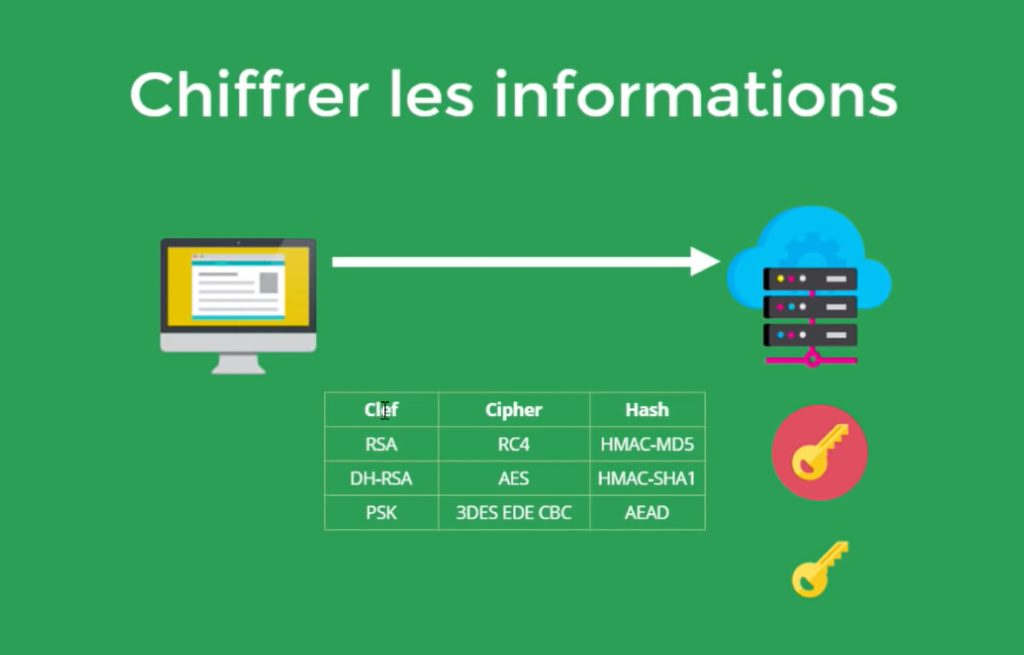 Chiffrer les informations
Clef Cipher Hash
RSA RC4 HMAC-MD5
DH-RSA AES HMAC-SHA1
PSK 3DES EDE CBC AEAD